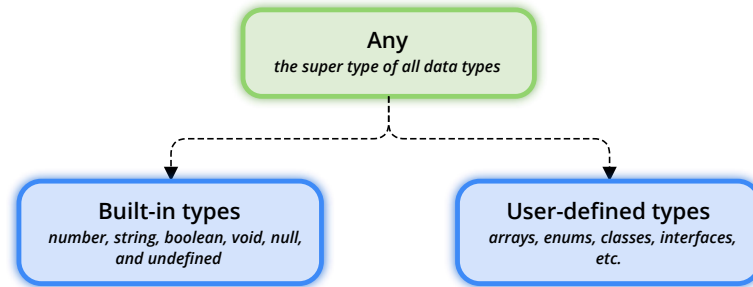 Any
the super type of all data types
Built-in types
number, string, boolean, void, null,
and undefined
User-defined types
arrays, enums, classes, interfaces,
etc.